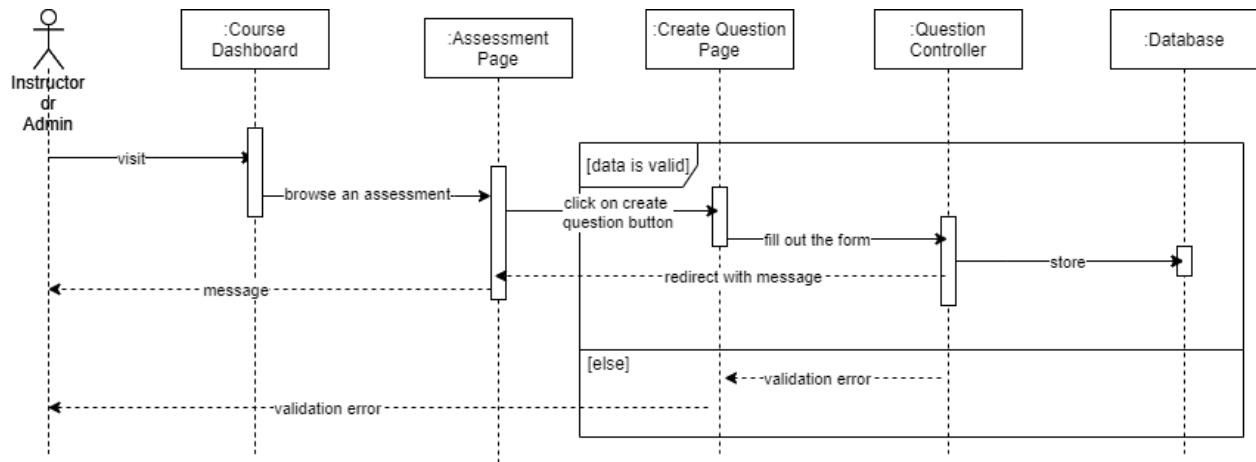 :Course
Dashboard
:Assessment
Page
:Create Question
Page
:Question
Controller
:Database
Instructor
dr
Admin
visit
[data is valid]
browse an assessment
click on create
question button
fill out the form
store
redirect with message
message
[else]
validation error
validation error